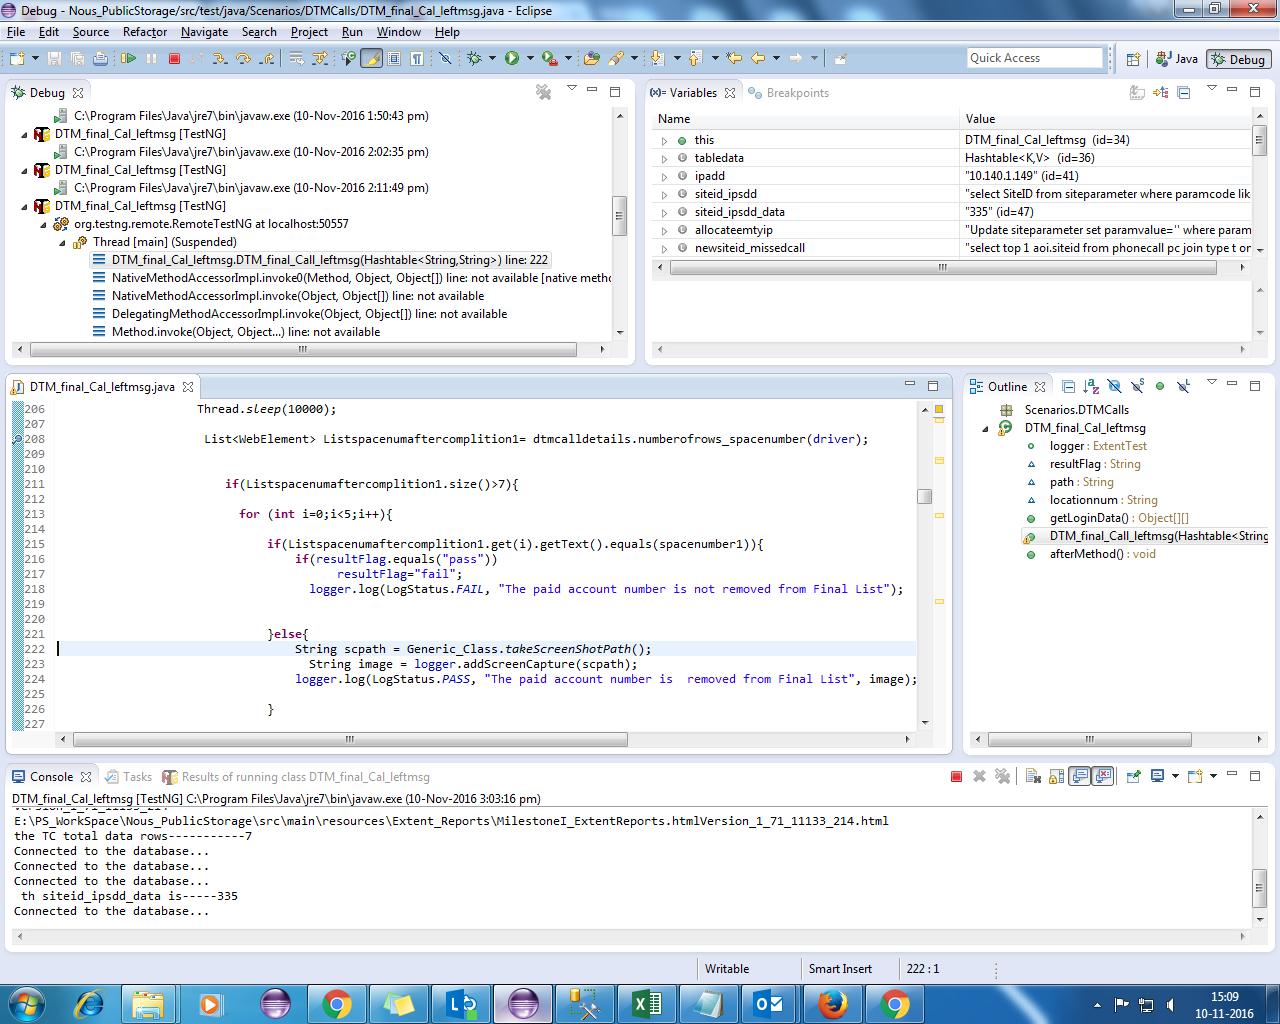 Debug - Nous_PublicStorage/src/test/java/Scenarios/DTMCalls/DTM_final_Cal_leftmsg.java - Eclipse
File Edit Source Refactor Navigate Search Project Run Window Help
Quick Access Java Debug
Debug
C:\Program Files\Java\jre7\bin\javaw.exe (10-Nov-2016 1:50:43 pm)
DTM_final_Cal_leftmsg [TestNG]
C:\Program Files\Java\jre7\bin\javaw.exe (10-Nov-2016 2:02:35 pm)
DTM_final_Cal_leftmsg [TestNG]
C:\Program Files\Java\jre7\bin\javaw.exe (10-Nov-2016 2:11:49 pm)
DTM_final_Cal_leftmsg [TestNG]
org.testng.remote.RemoteTestNG at localhost:50557
Thread [main] (Suspended)
DTM_final_Cal_leftmsg.DTM_final_Call_leftmsg(Hashtable<String,String>) line: 222
NativeMethodAccessorImpl.invoke0(Method, Object, Object[]) line: not available [native metho
NativeMethodAccessorImpl.invoke(Object, Object[]) line: not available
DelegatingMethodAccessorImpl.invoke(Object, Object[]) line: not available
Method.invoke(Object, Object...) line: not available
(x)= Variables Breakpoints
Name Value
this DTM_final_Cal_leftmsg (id=34)
tabledata Hashtable<K,V> (id=36)
ipadd "10.140.1.149" (id=41)
siteid_ipsdd "select SiteID from siteparameter where paramcode lik
siteid_ipsdd_data "335" (id=47)
allocateemtyip "Update siteparameter set paramvalue='' where param
newsiteid_missedcall "select top 1 aoi.siteid from phonecall pc join type t on
DTM_final_Cal_leftmsg.java
206 Thread.sleep(10000);
207
208 List<WebElement> Listspacenumaftercomplition1= dtmcalldetails.numberofrows_spacenumber(driver);
209
210
211 if(Listspacenumaftercomplition1.size()>7){
212
213 for (int i=0;i<5;i++){
214
215 if(Listspacenumaftercomplition1.get(i).getText().equals(spacenumber1)){
216 if(resultFlag.equals("pass"))
217 resultFlag="fail";
218 logger.log(LogStatus.FAIL, "The paid account number is not removed from Final List");
219
220
221 }else{
222 String scpath = Generic_Class.takeScreenShotPath();
223 String image = logger.addScreenCapture(scpath);
224 logger.log(LogStatus.PASS, "The paid account number is  removed from Final List", image);
225
226 }
227
Outline
Scenarios.DTMCalls
DTM_final_Cal_leftmsg
logger : ExtentTest
resultFlag : String
path : String
locationnum : String
getLoginData() : Object[][]
DTM_final_Call_leftmsg(Hashtable<String
afterMethod() : void
Console Tasks Results of running class DTM_final_Cal_leftmsg
DTM_final_Cal_leftmsg [TestNG] C:\Program Files\Java\jre7\bin\javaw.exe (10-Nov-2016 3:03:16 pm)
Version_1_71_11133_214
E:\PS_WorkSpace\Nous_PublicStorage\src\main\resources\Extent_Reports\MilestoneI_ExtentReports.htmlVersion_1_71_11133_214.html
the TC total data rows-----------7
Connected to the database...
Connected to the database...
Connected to the database...
th siteid_ipsdd_data is-----335
Connected to the database...
Writable Smart Insert 222 : 1
15:09
10-11-2016